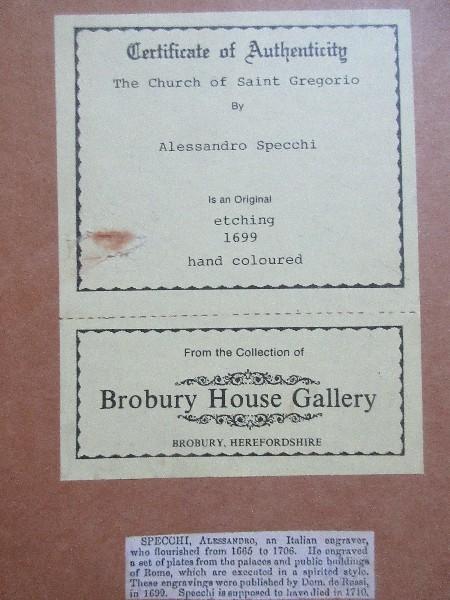 Certificate of Authenticity
The Church of Saint Gregorio
By
Alessandro Specchi
Is an Original
etching
1699
hand coloured
From the Collection of
Brobury House Gallery
BROBURY, HEREFORDSHIRE
SPECCHI, ALESSANDRO, an Italian engraver,
who flourished from 1665 to 1706. He engraved
a set of plates from the palaces and public buildings
of Rome, which are executed in a spirited style.
These engravings were published by Dom. de Rossi,
in 1699. Specchi is supposed to have died in 1710.